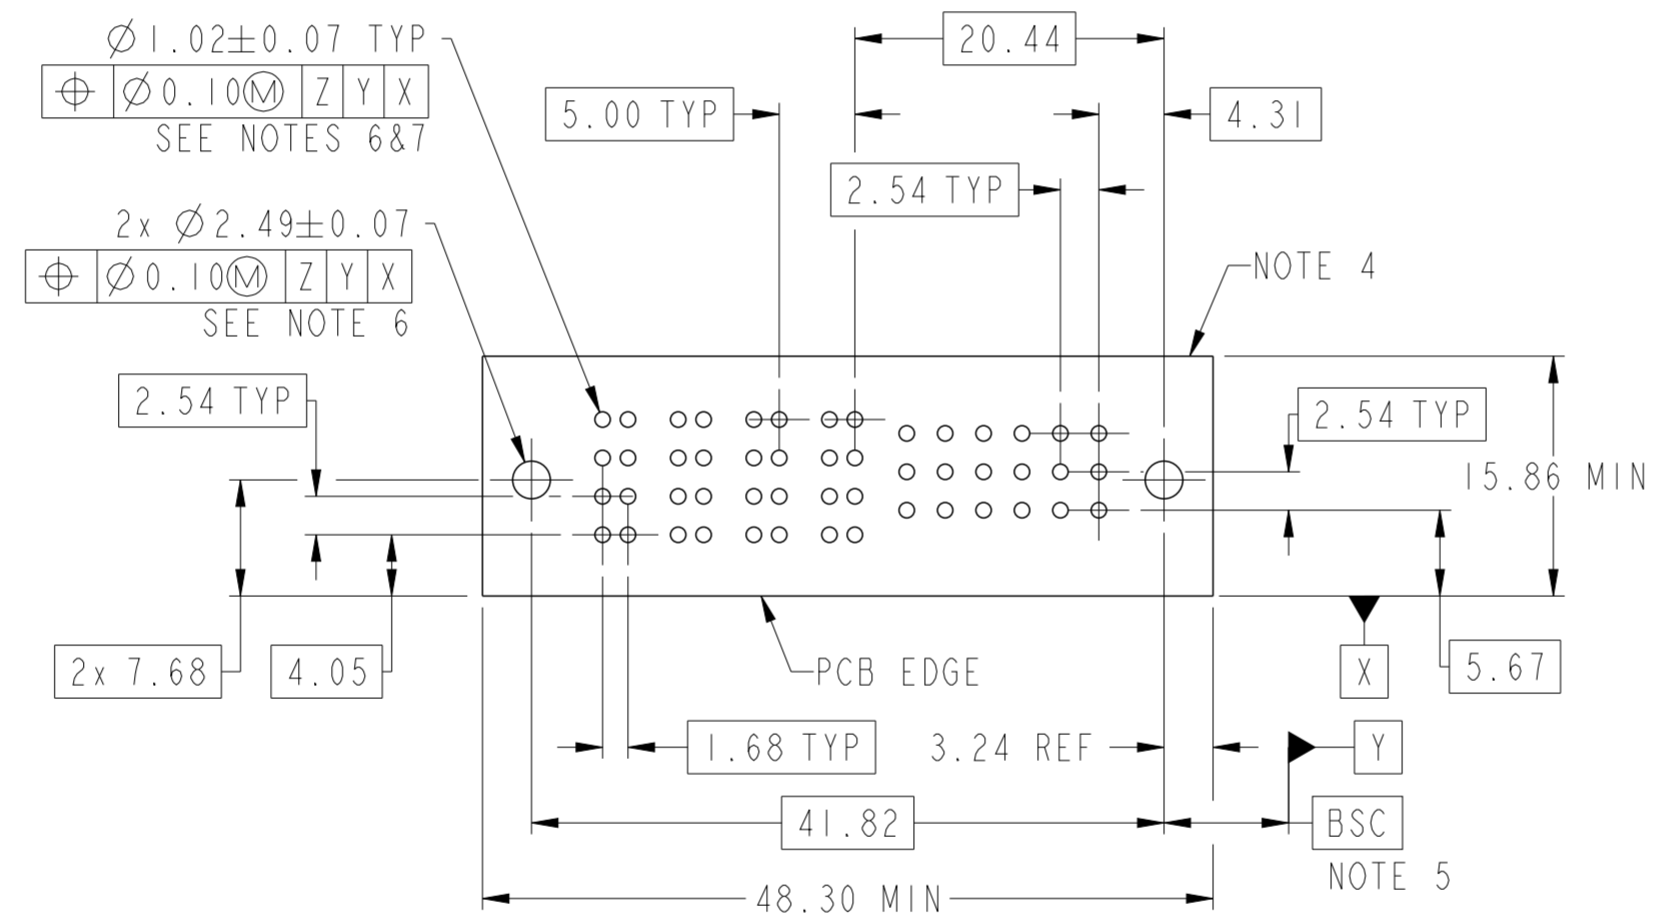 Ø1.02±0.07 TYP
⌖ Ø0.10Ⓜ Z Y X
SEE NOTES 6&7
20.44
5.00 TYP
4.31
2.54 TYP
2x Ø2.49±0.07
⌖ Ø0.10Ⓜ Z Y X
SEE NOTE 6
NOTE 4
2.54 TYP
2.54 TYP
15.86 MIN
2x 7.68
4.05
PCB EDGE
X
5.67
1.68 TYP
3.24 REF
Y
41.82
BSC
NOTE 5
48.30 MIN